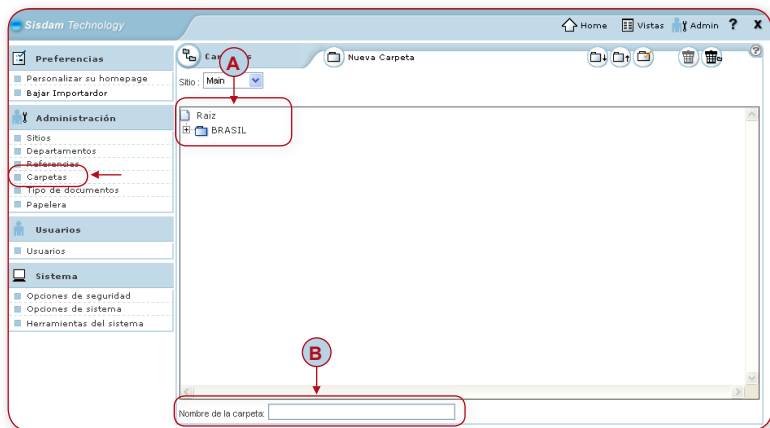 Sisdam Technology
Home Vistas Admin ? X
Preferencias
Personalizar su homepage
Bajar Importardor
Administración
Sitios
Departamentos
Referencias
Carpetas
Tipo de documentos
Papelera
Usuarios
Usuarios
Sistema
Opciones de seguridad
Opciones de sistema
Herramientas del sistema
A
Nueva Carpeta
?
Sitio: Main
Raiz
BRASIL
B
Nombre de la carpeta: